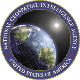 NATIONAL GEOSPATIAL-INTELLIGENCE AGENCY
UNITED STATES OF AMERICA